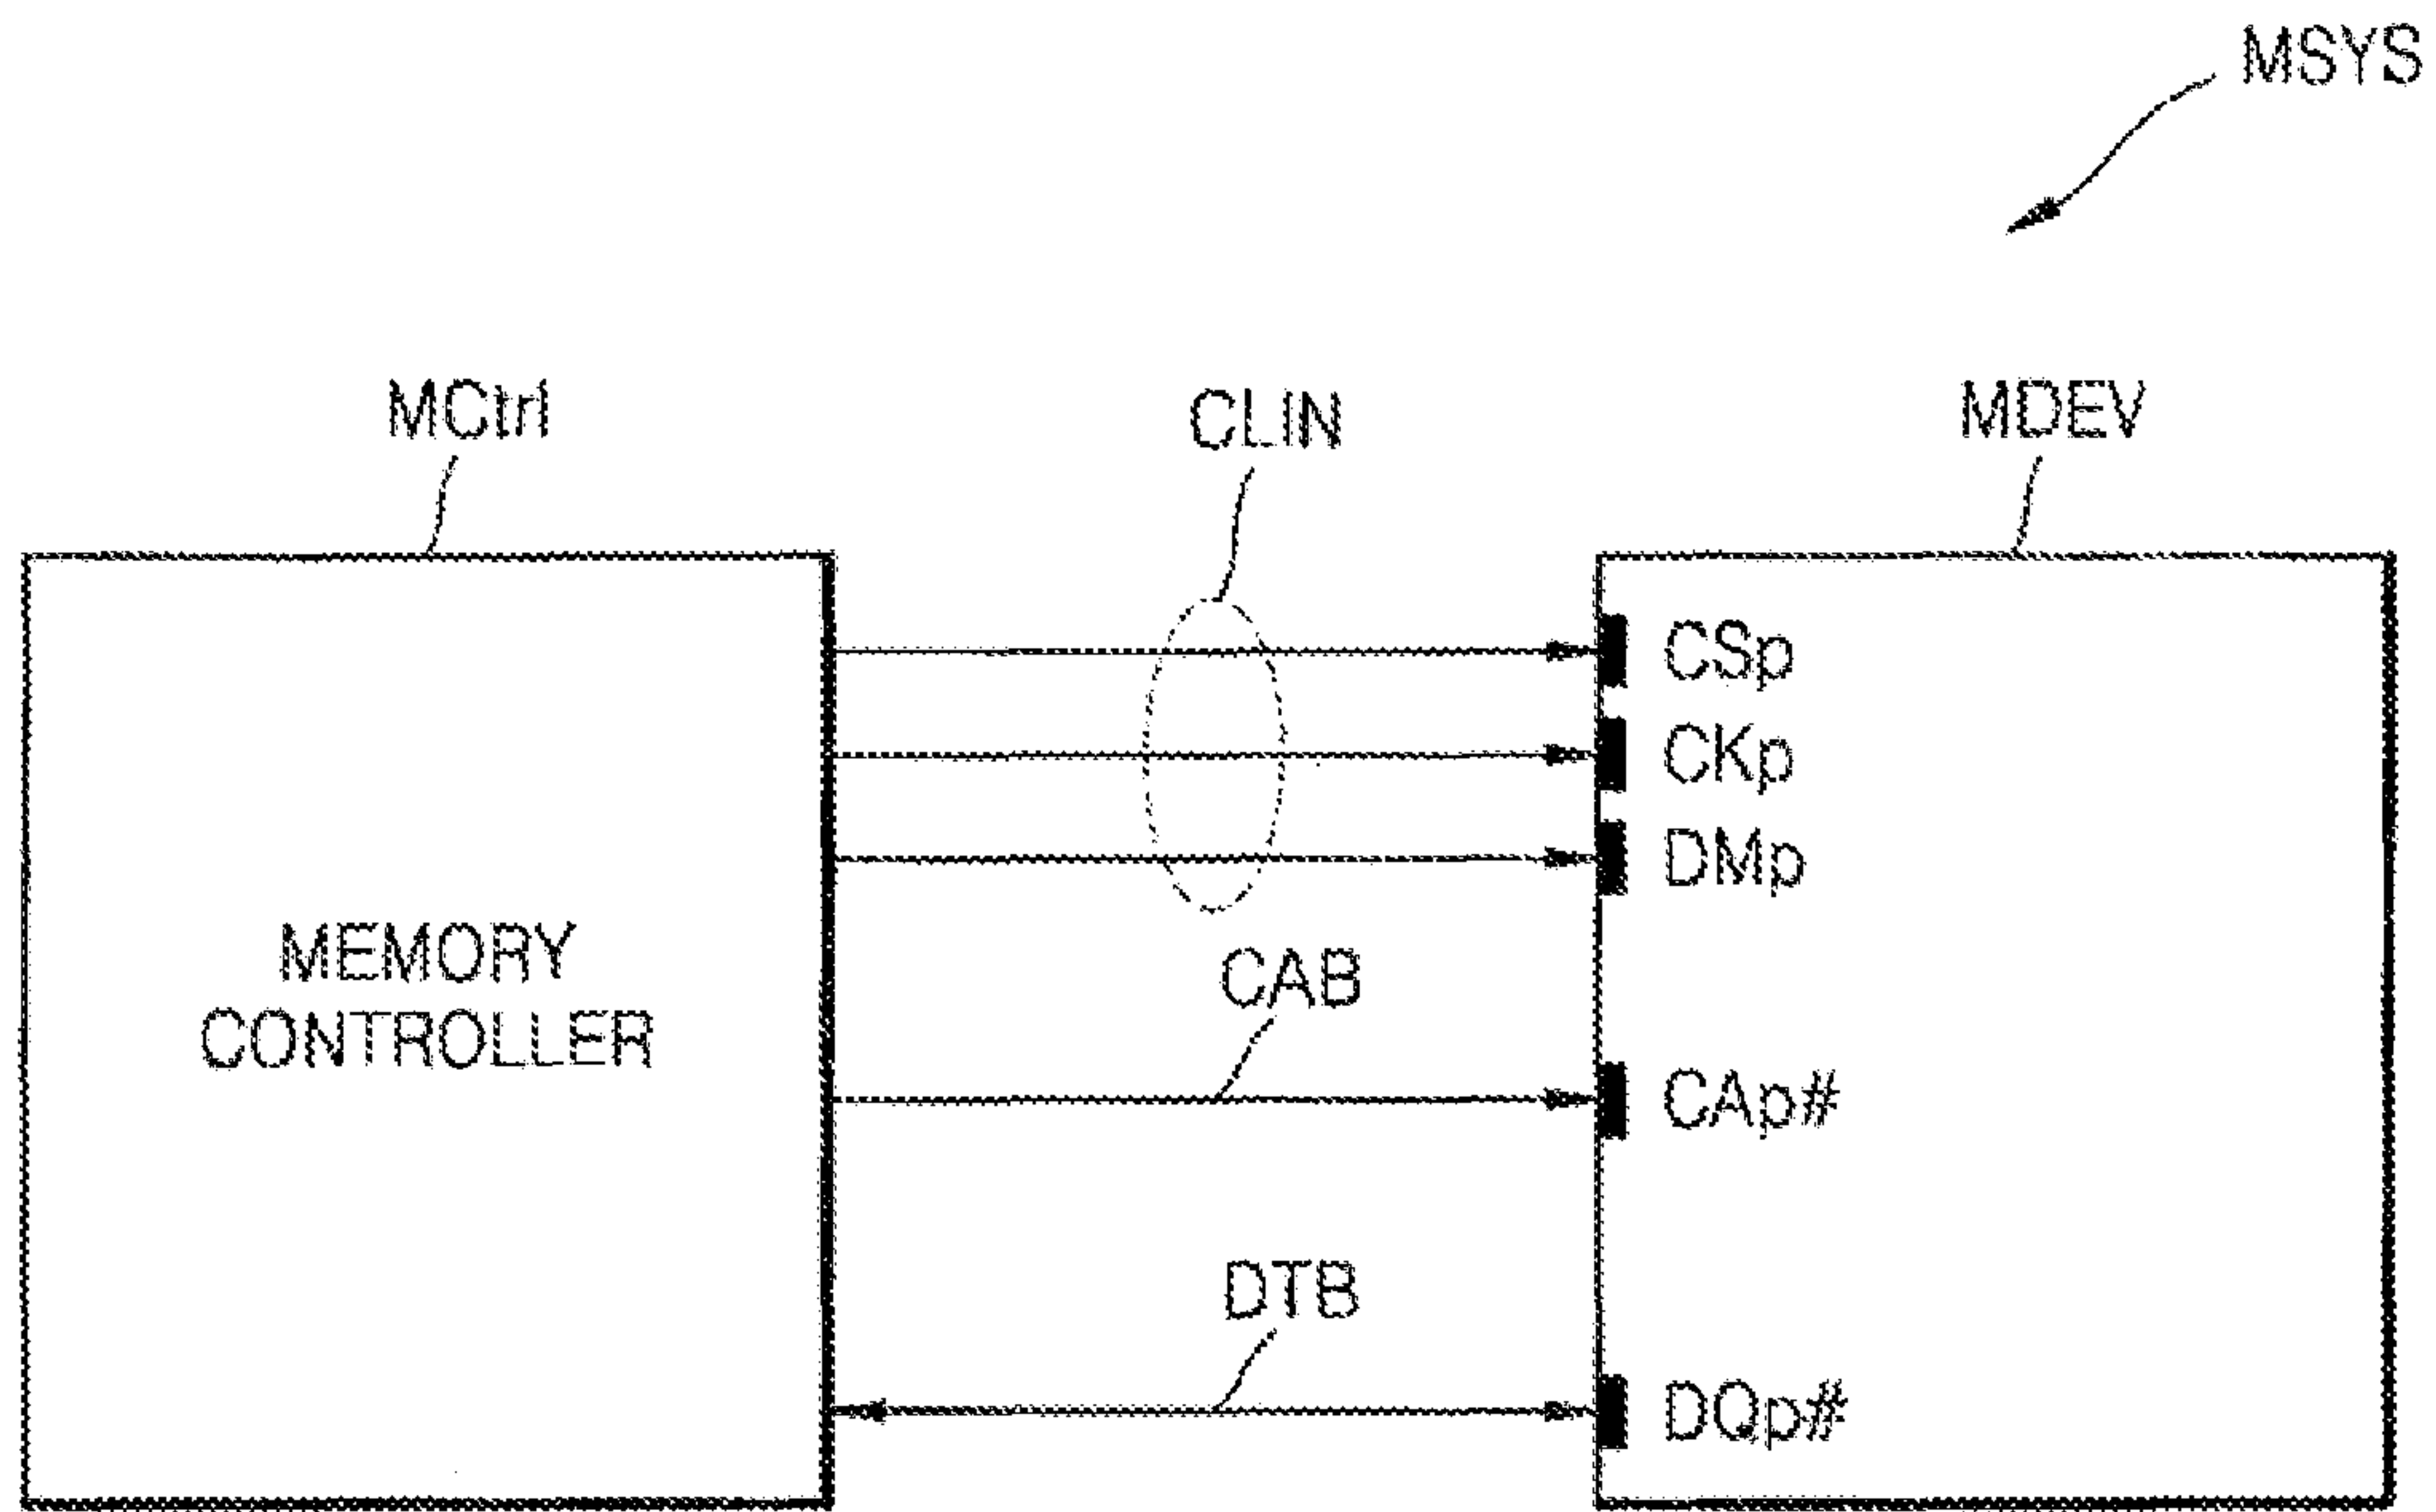 MSYS
MCtrl
CLIN
MDEV
CSp
CKp
DMp
MEMORY
CONTROLLER
CAB
CAp#
DTB
DQp#